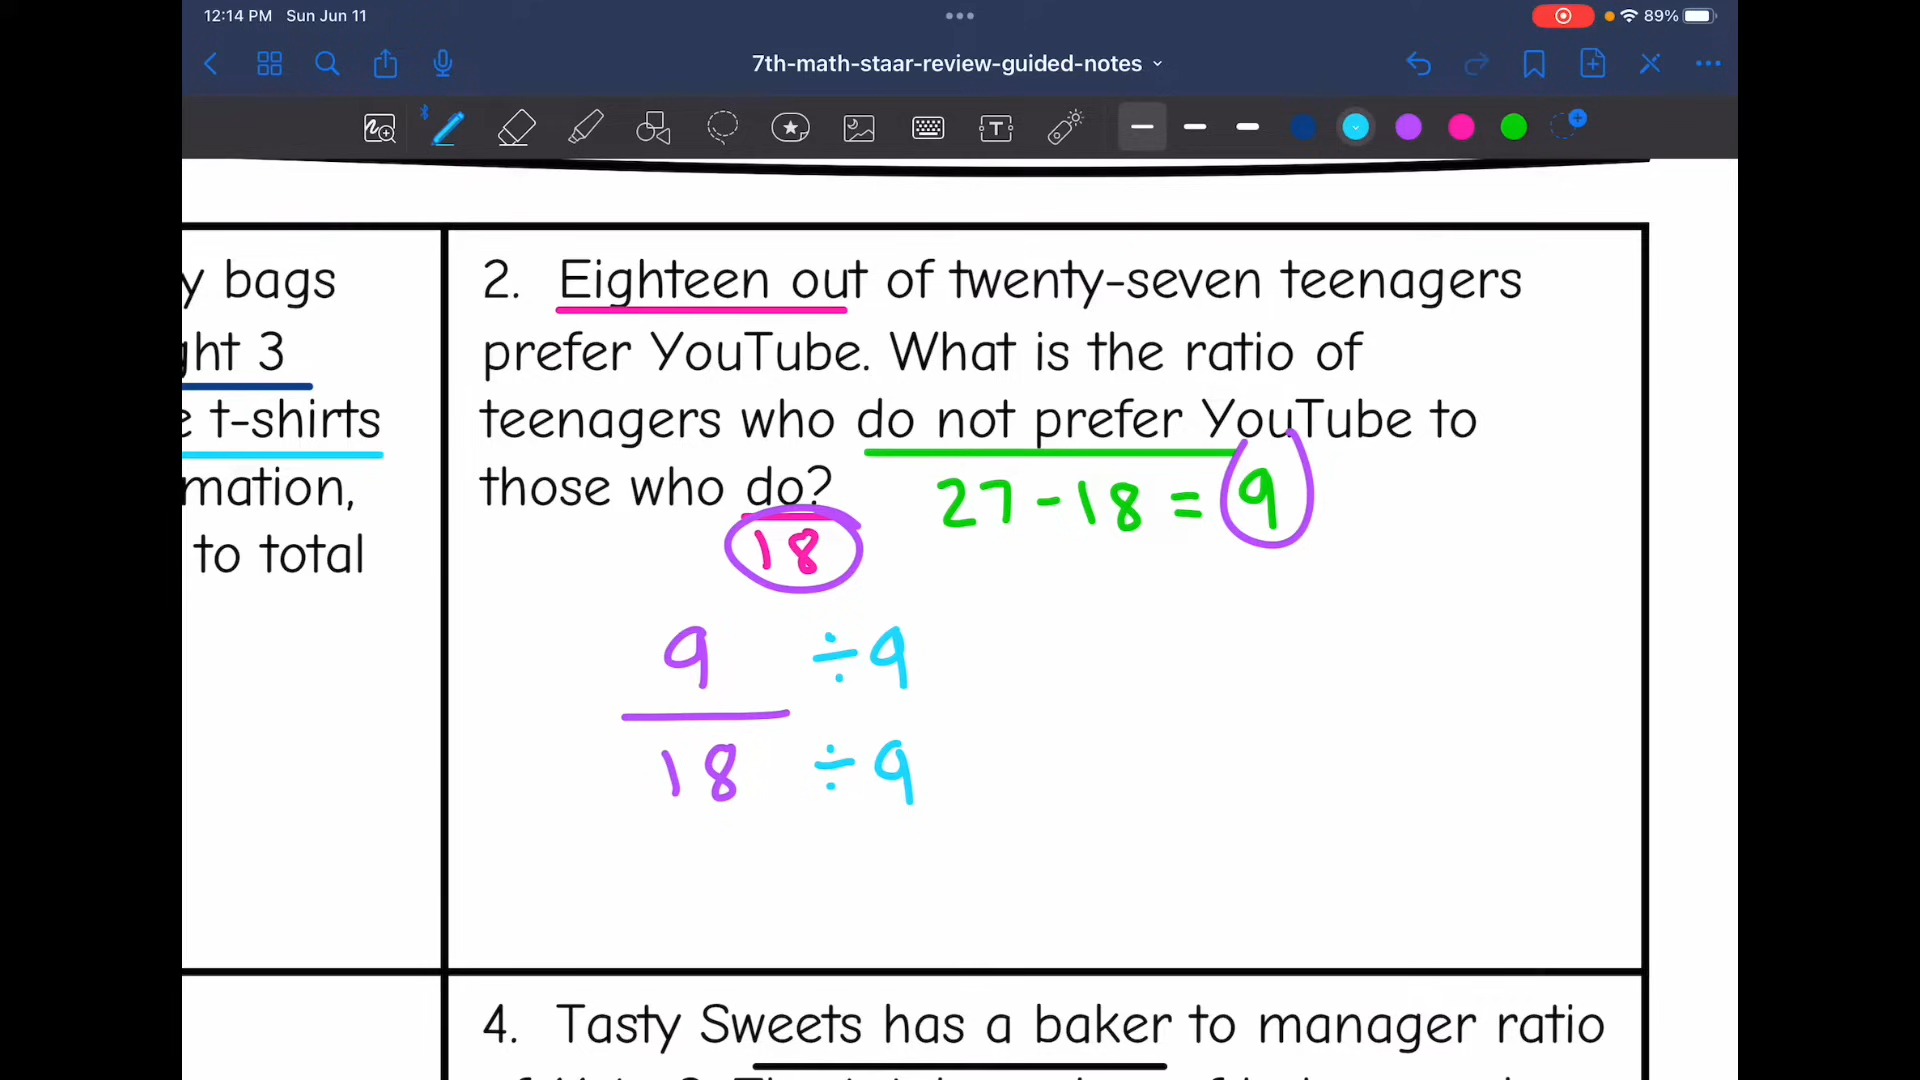 12:14 PM Sun Jun 11
89%
7th-math-staar-review-guided-notes
y bags
ght 3
e t-shirts
mation,
to total
2. Eighteen out of twenty-seven teenagers
prefer YouTube. What is the ratio of
teenagers who do not prefer YouTube to
those who do?
27-18 = 9
18
9 ÷9
18 ÷9
4. Tasty Sweets has a baker to manager ratio